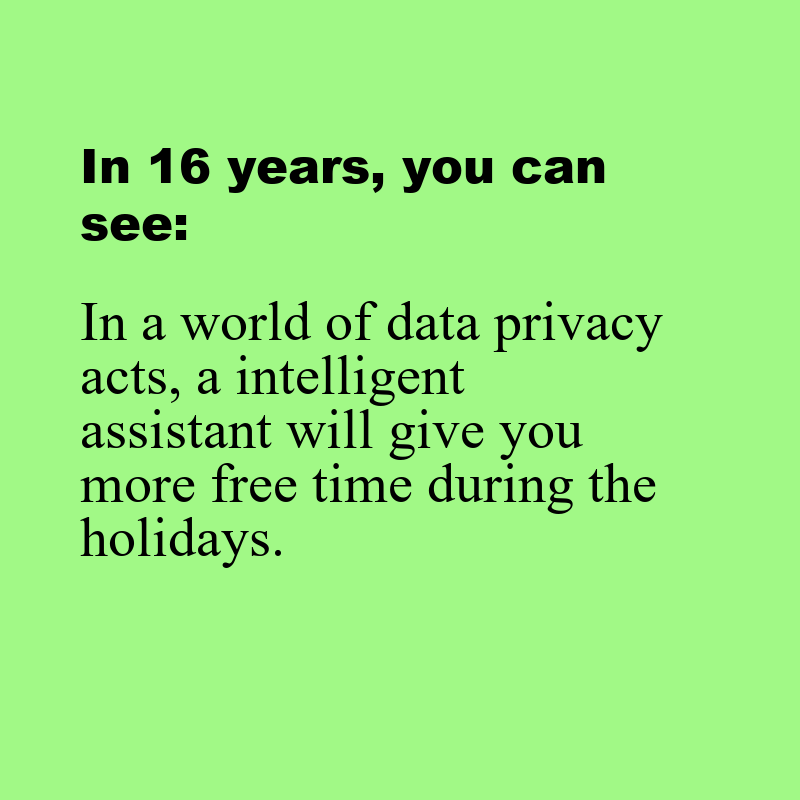 In 16 years, you can
see:
In a world of data privacy
acts, a intelligent
assistant will give you
more free time during the
holidays.